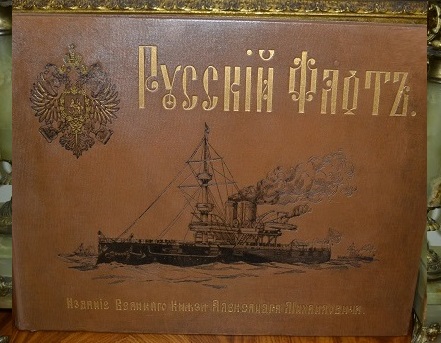 Русскій Флотъ.
Изданіе Великаго Князя Александра Михаиловича.